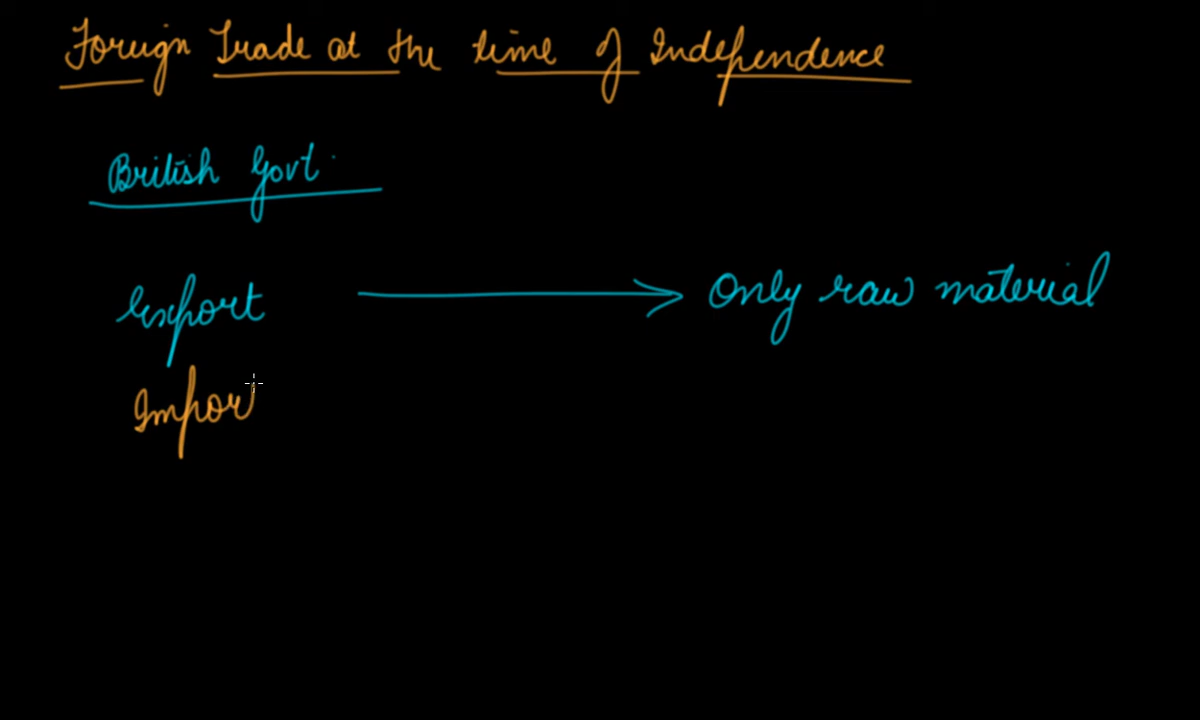 Foreign Trade at the time of Independence
British Govt.
Export → Only raw material
Impor